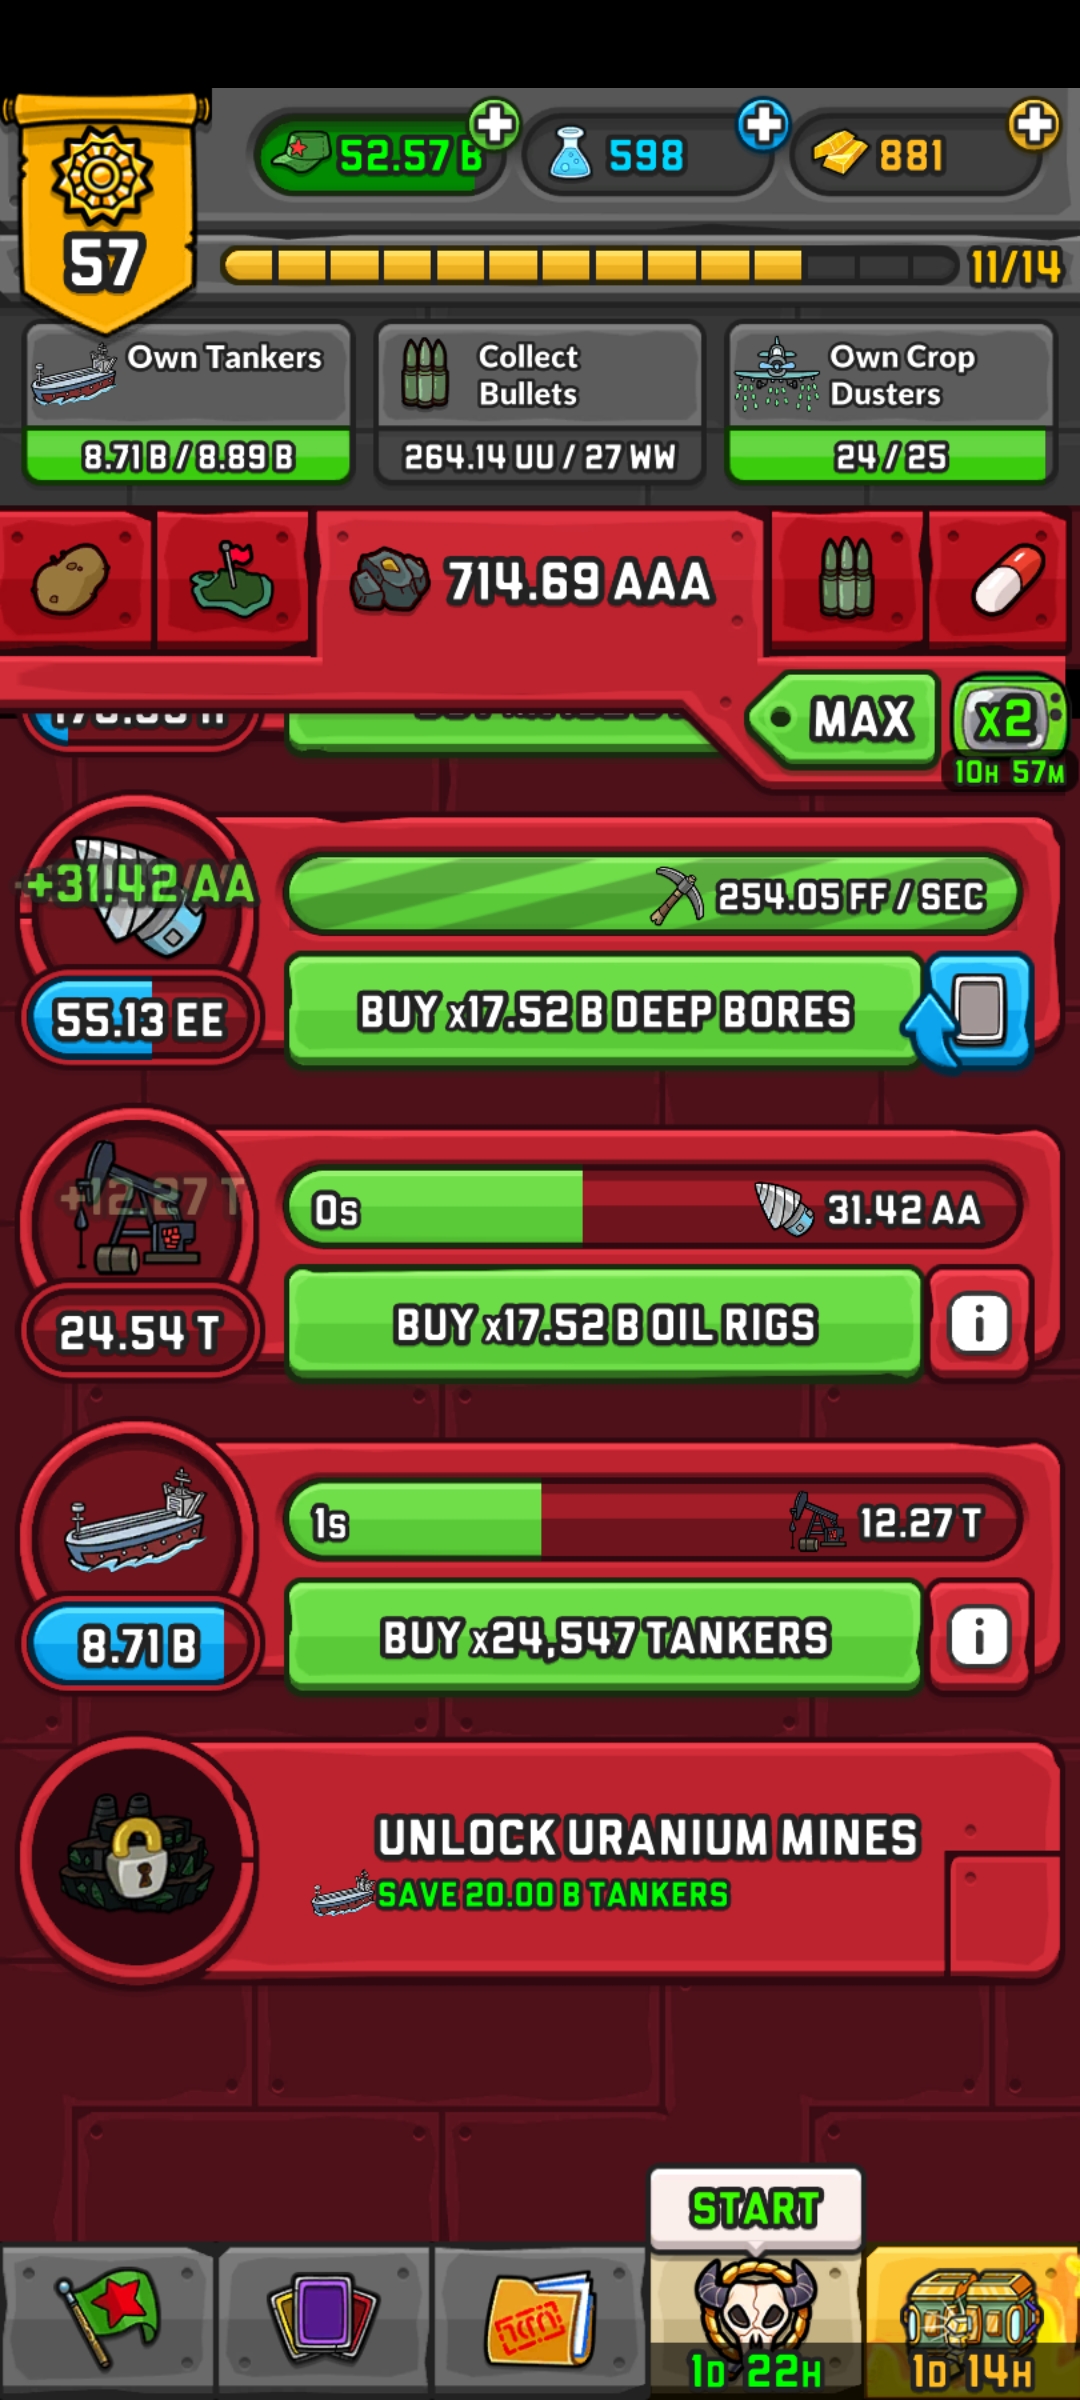 52.57 B
598
881
57
11/14
Own Tankers
8.71 B / 8.89 B
Collect
Bullets
264.14 UU / 27 WW
Own Crop
Dusters
24 / 25
714.69 AAA
MAX
x2
10H 57M
+31.42 AA
254.05 FF / SEC
55.13 EE
BUY x17.52 B DEEP BORES
+12.27 T
0s
31.42 AA
24.54 T
BUY x17.52 B OIL RIGS
i
1s
12.27 T
8.71 B
BUY x24,547 TANKERS
i
UNLOCK URANIUM MINES
SAVE 20.00 B TANKERS
START
1D 22H
1D 14H